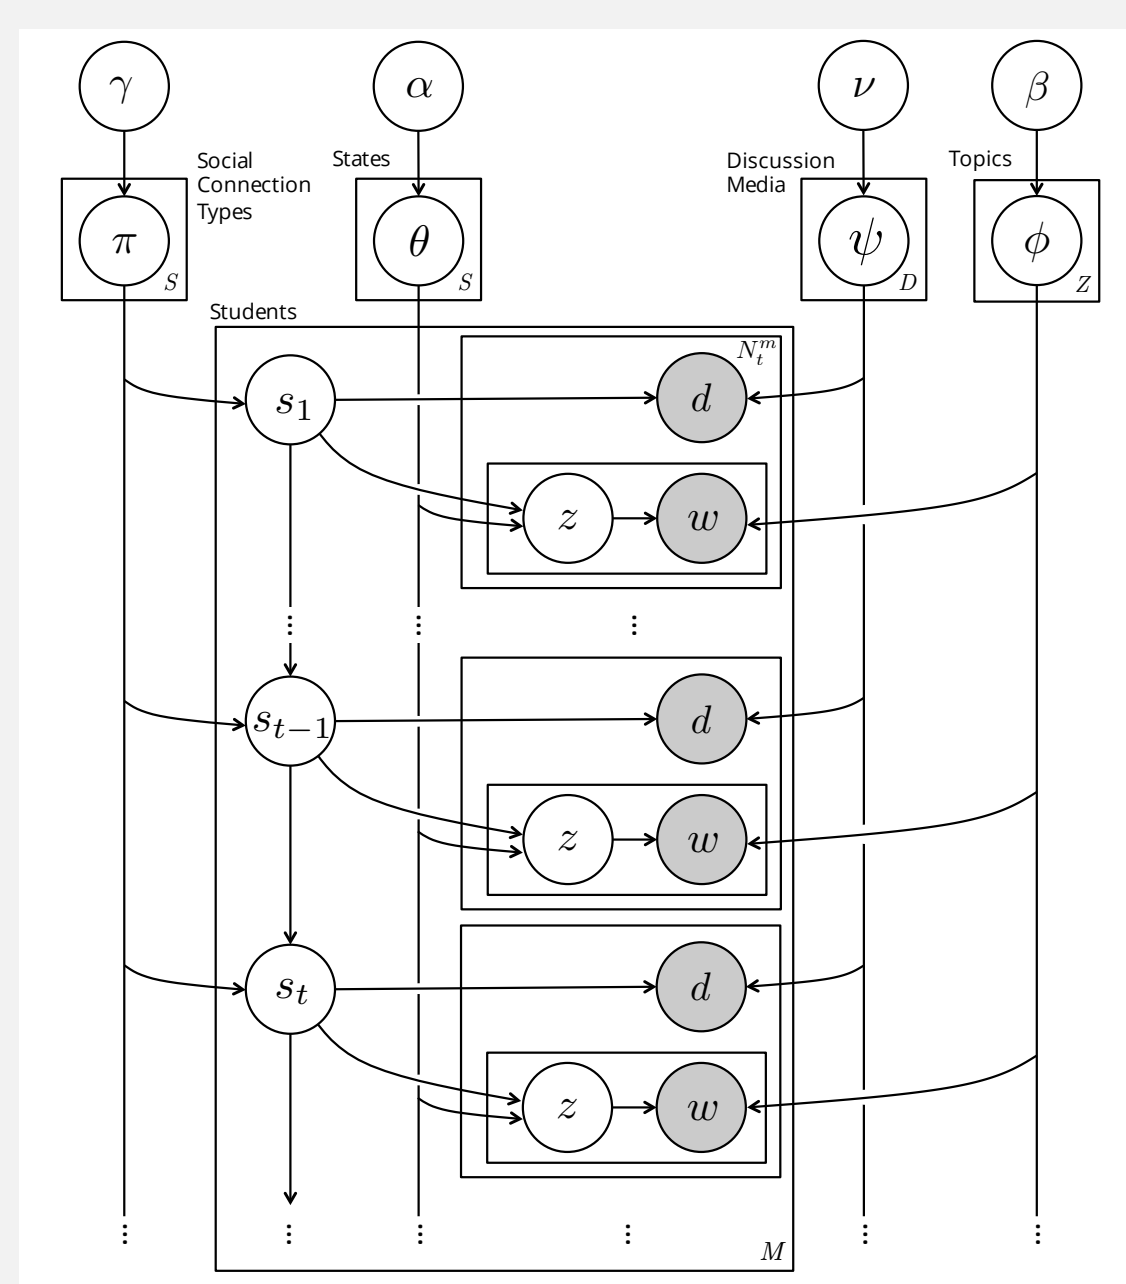 γ α ν β
Social
Connection
Types
States
Discussion
Media
Topics
π S
θ S
ψ D
ϕ Z
Students
N_t^m
s_1 d
z w
⋮ ⋮ ⋮
s_{t−1} d
z w
s_t d
z w
⋮ ⋮ ⋮ ⋮ ⋮ ⋮
M